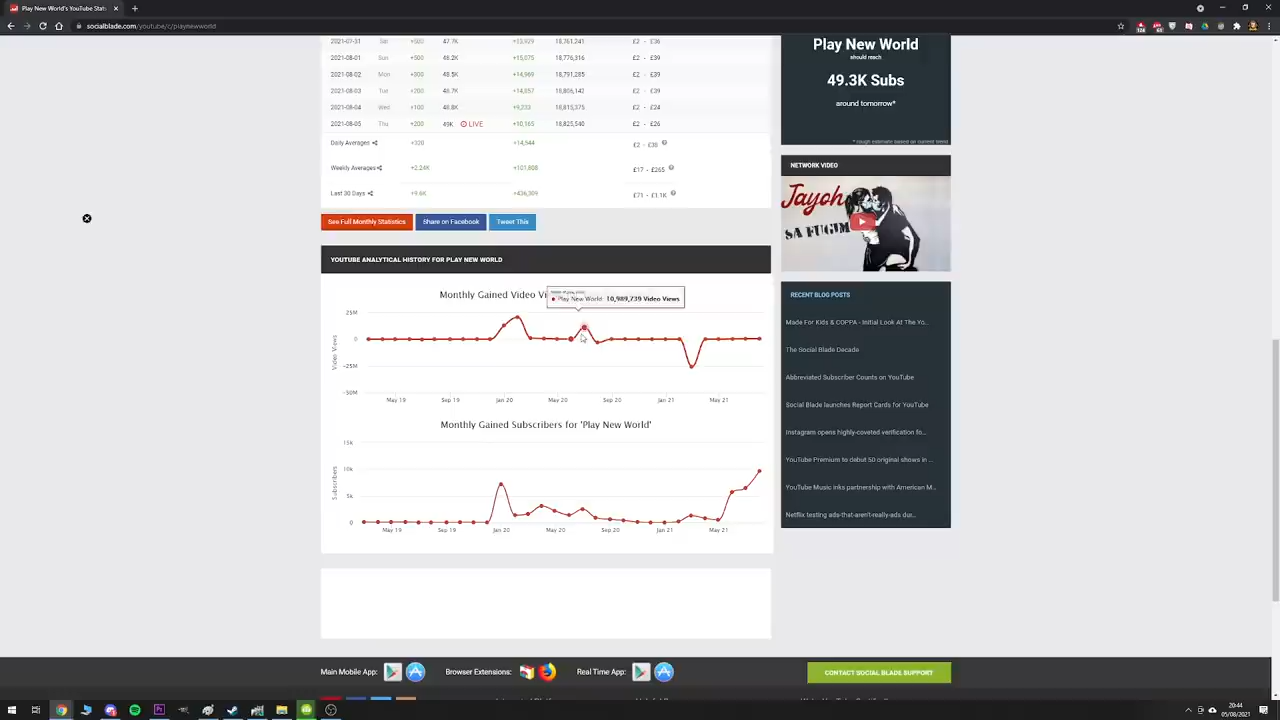 Play New World's YouTube Stat
socialblade.com/youtube/c/playnewworld
2021-07-31 Sat +500 47.7K +13,929 18,761,241 £2 - £36
2021-08-01 Sun +500 48.2K +15,075 18,776,316 £2 - £39
2021-08-02 Mon +300 48.5K +14,969 18,791,285 £2 - £39
2021-08-03 Tue +200 48.7K +14,857 18,806,142 £2 - £39
2021-08-04 Wed +100 48.8K +9,233 18,815,375 £2 - £24
2021-08-05 Thu +200 49K LIVE +10,165 18,825,540 £2 - £26
Daily Averages +320 +14,544 £2 - £38
Weekly Averages +2.24K +101,808 £17 - £265
Last 30 Days +9.6K +436,309 £71 - £1.1K
See Full Monthly Statistics
Share on Facebook
Tweet This
YOUTUBE ANALYTICAL HISTORY FOR PLAY NEW WORLD
Monthly Gained Video Vi
Play New World: 10,989,739 Video Views
Video Views
25M
0
-25M
-50M
May 19 Sep 19 Jan 20 May 20 Sep 20 Jan 21 May 21
Monthly Gained Subscribers for 'Play New World'
Subscribers
15k
10k
5k
0
May 19 Sep 19 Jan 20 May 20 Sep 20 Jan 21 May 21
Play New World
should reach
49.3K Subs
around tomorrow*
* rough estimate based on current trend
NETWORK VIDEO
Jayoh
SA FUGIM
RECENT BLOG POSTS
Made For Kids & COPPA - Initial Look At The Yo...
The Social Blade Decade
Abbreviated Subscriber Counts on YouTube
Social Blade launches Report Cards for YouTube
Instagram opens highly-coveted verification fo...
YouTube Premium to debut 50 original shows in ...
YouTube Music inks partnership with American M...
Netflix testing ads-that-aren't-really-ads dur...
Main Mobile App:
Browser Extensions:
Real Time App:
CONTACT SOCIAL BLADE SUPPORT
20:44
05/08/2021